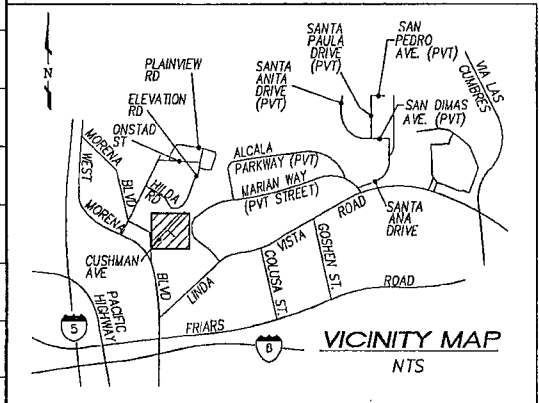 N
PLAINVIEW
RD
ELEVATION
RD
ONSTAD
ST
MORENA
BLVD
WEST
MORENA
HILDA
RD
CUSHMAN
AVE
BLVD
PACIFIC
HIGHWAY
5
SANTA
PAULA
DRIVE
(PVT)
SANTA
ANITA
DRIVE
(PVT)
SAN
PEDRO
AVE. (PVT)
VIA LAS
CUMBRES
SAN DIMAS
AVE. (PVT)
ALCALA
PARKWAY (PVT)
MARIAN WAY
(PVT STREET)
SANTA
ANA
DRIVE
LINDA VISTA ROAD
COLUSA ST.
GOSHEN ST.
FRIARS ROAD
8
VICINITY MAP
NTS